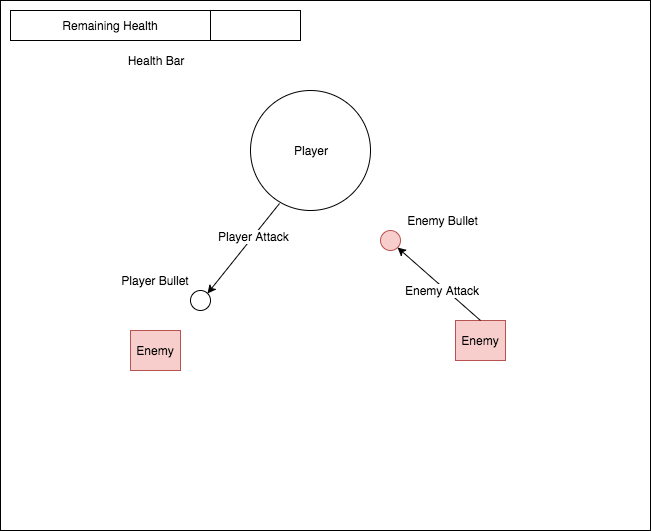 Remaining Health
Health Bar
Player
Enemy Bullet
Player Attack
Player Bullet
Enemy Attack
Enemy
Enemy